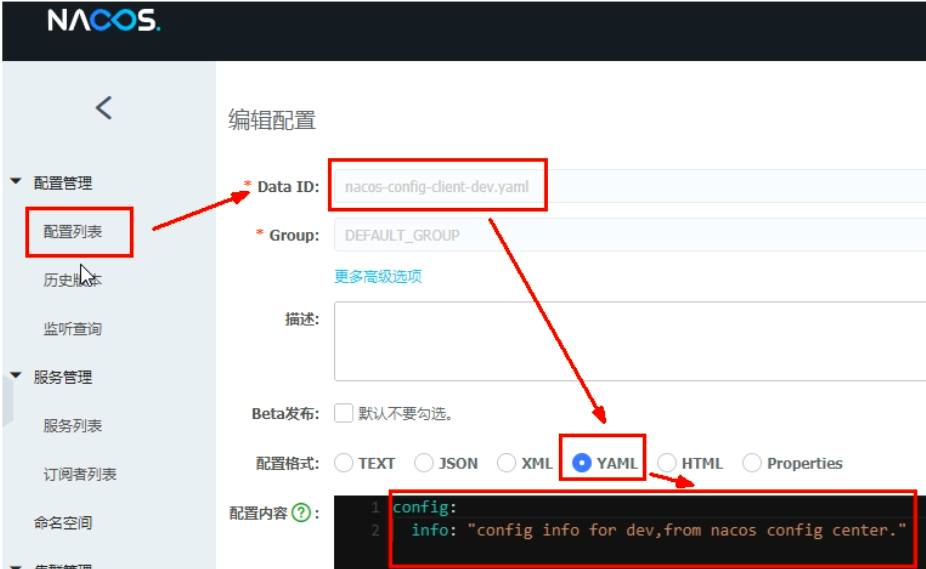 NACOS.
编辑配置
配置管理
* Data ID: nacos-config-client-dev.yaml
配置列表
* Group: DEFAULT_GROUP
历史版本
更多高级选项
监听查询
描述:
服务管理
Beta发布: 默认不要勾选。
服务列表
配置格式: TEXT JSON XML YAML HTML Properties
订阅者列表
配置内容 ? :
1 config:
2 info: "config info for dev,from nacos config center."
命名空间
集群管理